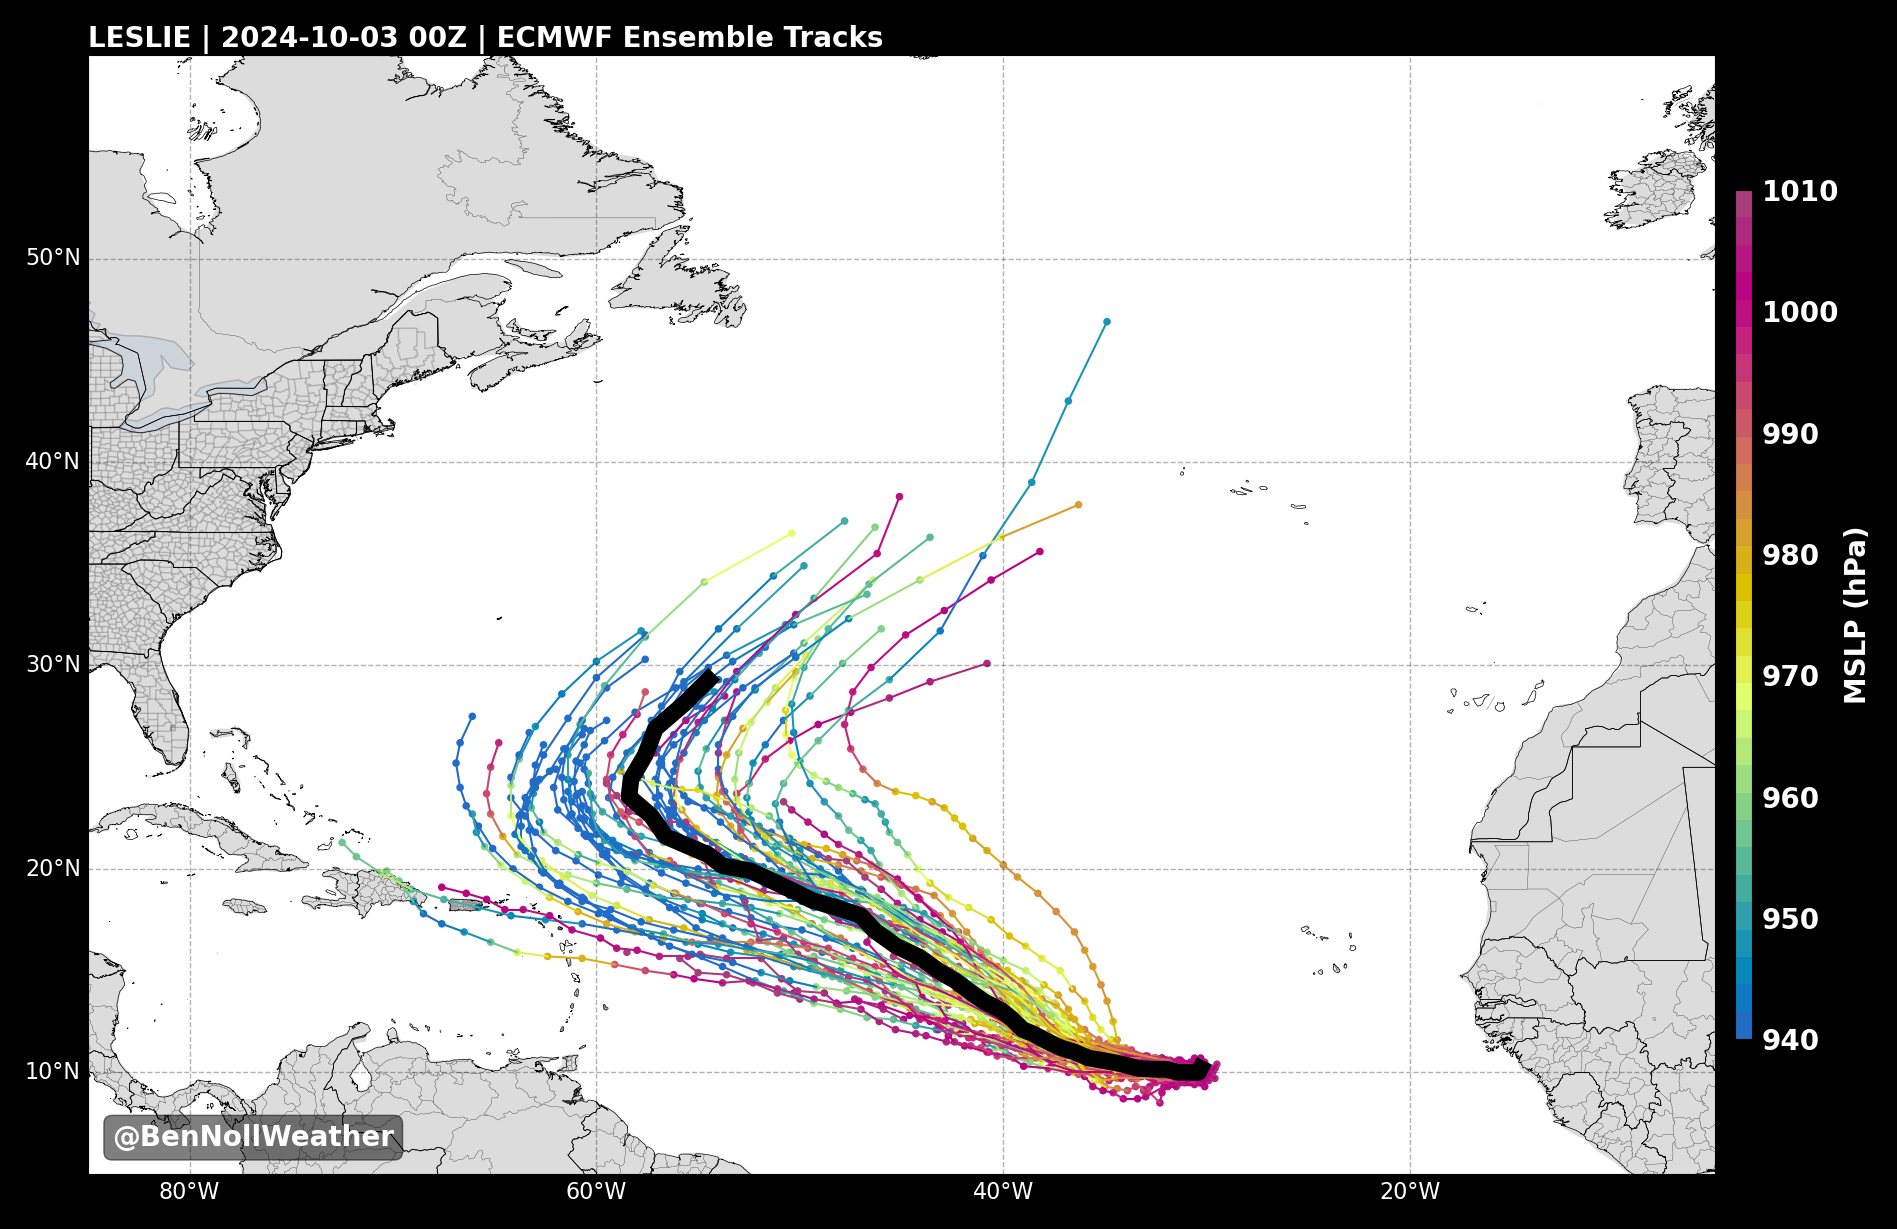 LESLIE | 2024-10-03 00Z | ECMWF Ensemble Tracks
50°N
40°N
30°N
20°N
10°N
80°W
60°W
40°W
20°W
1010
1000
990
980
970
960
950
940
MSLP (hPa)
@BenNollWeather